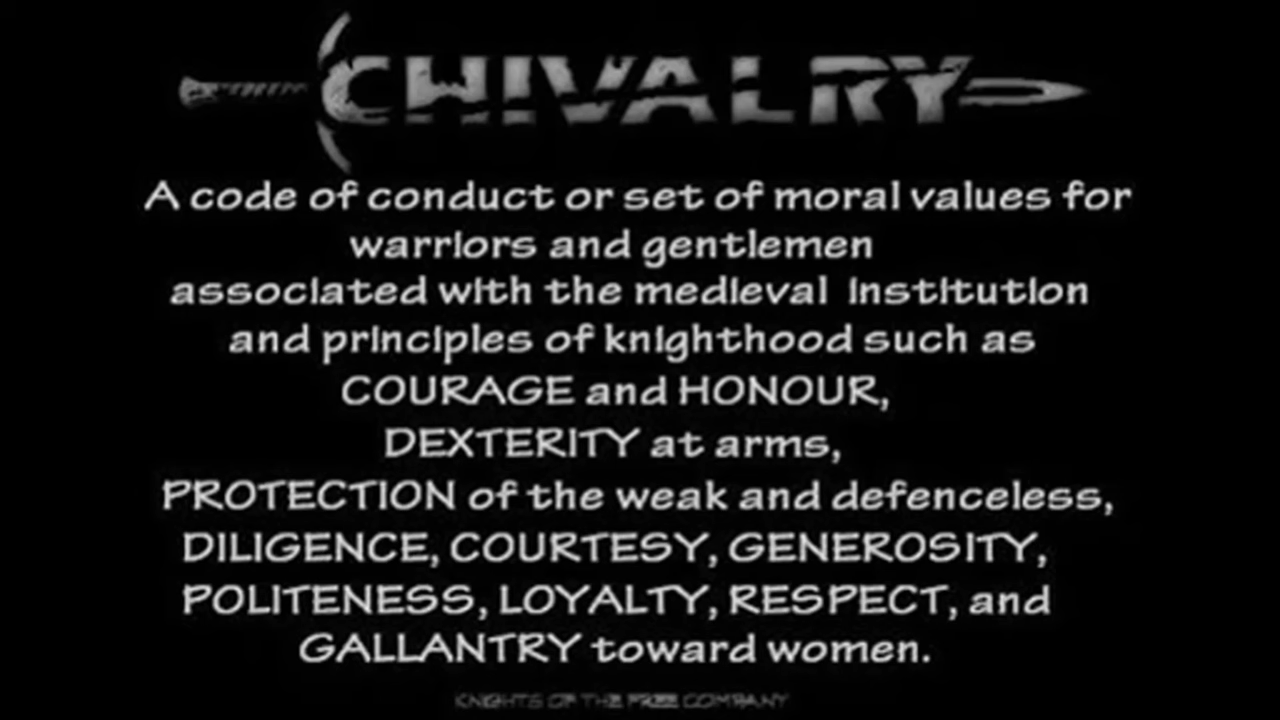 CHIVALRY
A code of conduct or set of moral values for
warriors and gentlemen
associated with the medieval institution
and principles of knighthood such as
COURAGE and HONOUR,
DEXTERITY at arms,
PROTECTION of the weak and defenceless,
DILIGENCE, COURTESY, GENEROSITY,
POLITENESS, LOYALTY, RESPECT, and
GALLANTRY toward women.
KNIGHTS OF THE FREE COMPANY